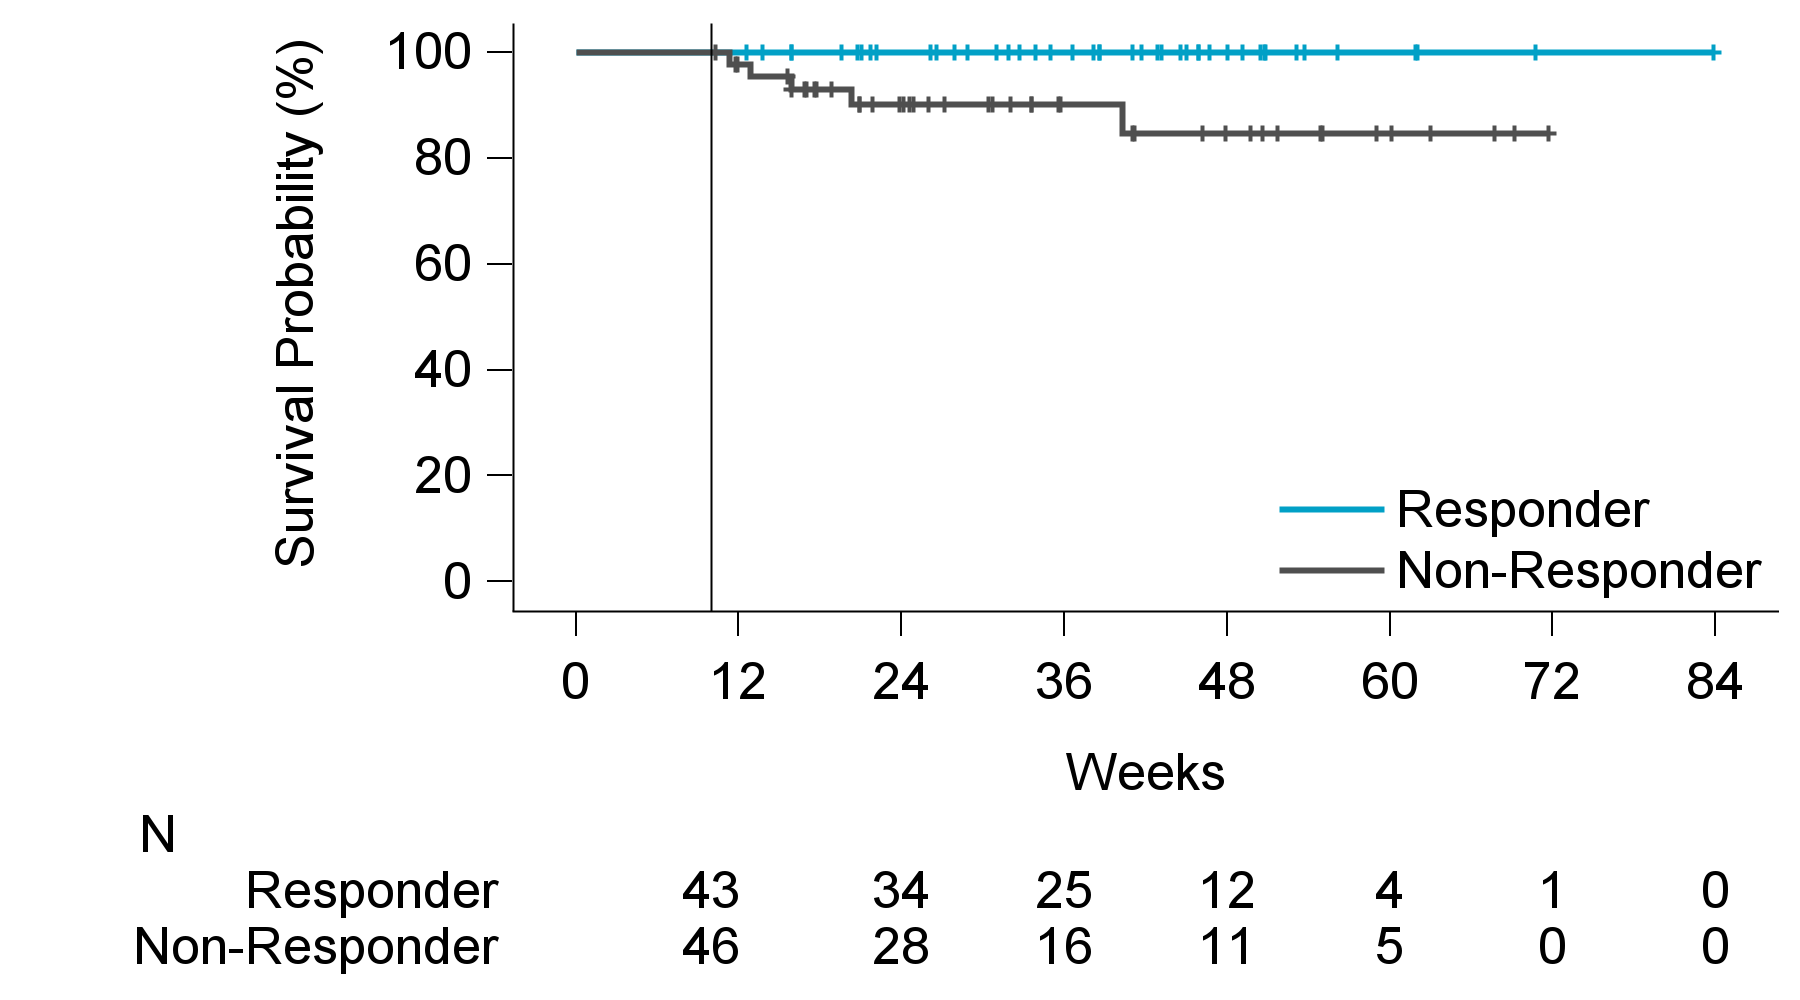 Survival Probability (%)
100
80
60
40
20
0
Responder
Non-Responder
0 12 24 36 48 60 72 84
Weeks
N
Responder 43 34 25 12 4 1 0
Non-Responder 46 28 16 11 5 0 0